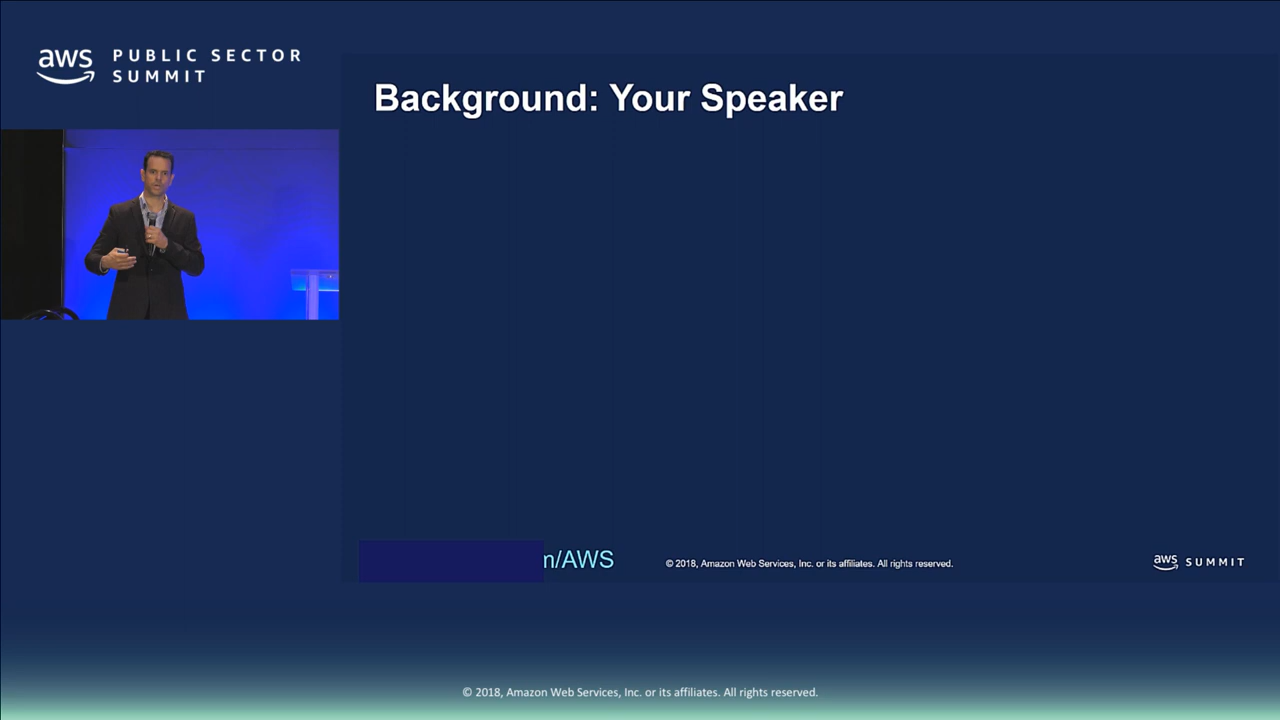 aws PUBLIC SECTOR
SUMMIT
Background: Your Speaker
/AWS
© 2018, Amazon Web Services, Inc. or its affiliates. All rights reserved.
aws SUMMIT
© 2018, Amazon Web Services, Inc. or its affiliates. All rights reserved.